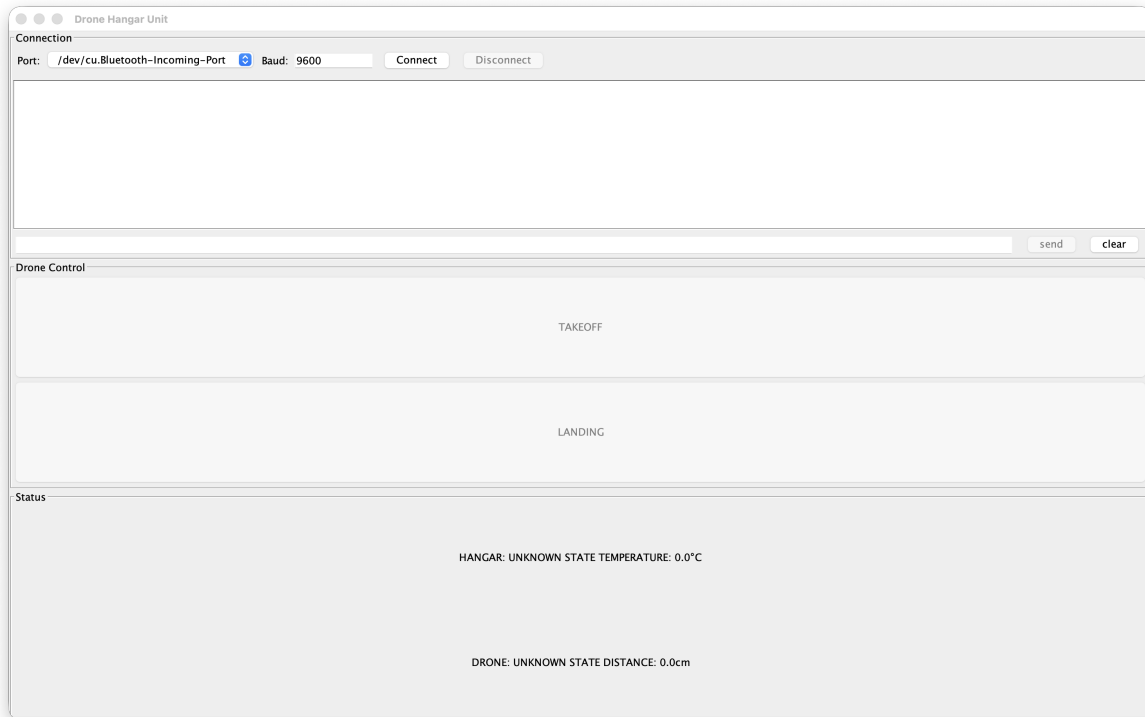 Drone Hangar Unit
Connection
Port: /dev/cu.Bluetooth-Incoming-Port Baud: 9600 Connect Disconnect
send clear
Drone Control
TAKEOFF
LANDING
Status
HANGAR: UNKNOWN STATE TEMPERATURE: 0.0°C
DRONE: UNKNOWN STATE DISTANCE: 0.0cm